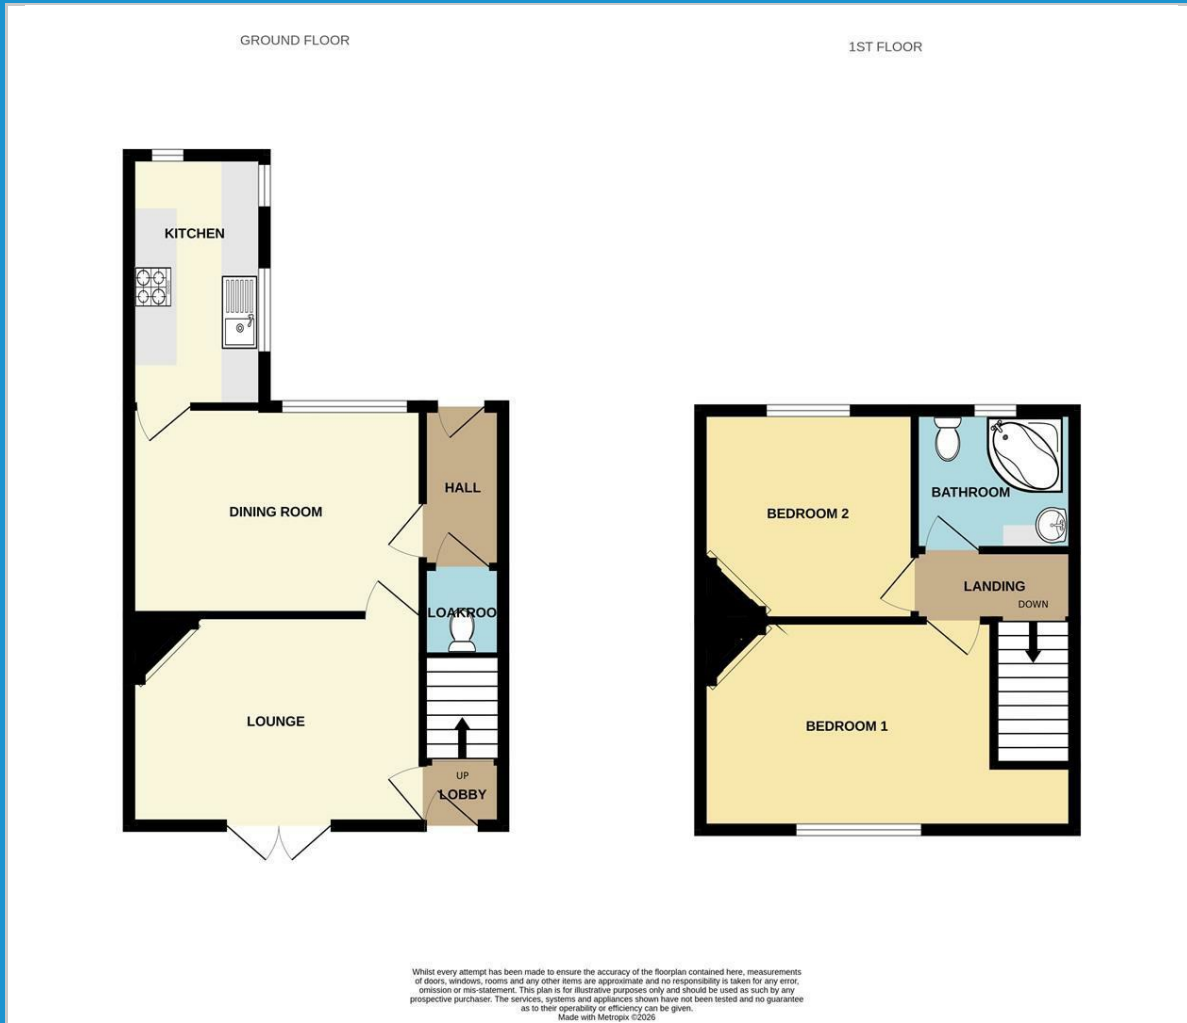 GROUND FLOOR
1ST FLOOR
KITCHEN
DINING ROOM
HALL
LOAKROO
LOUNGE
UP
LOBBY
BEDROOM 2
BATHROOM
LANDING
DOWN
BEDROOM 1
Whilst every attempt has been made to ensure the accuracy of the floorplan contained here, measurements
of doors, windows, rooms and any other items are approximate and no responsibility is taken for any error,
omission or mis-statement. This plan is for illustrative purposes only and should be used as such by any
prospective purchaser. The services, systems and appliances shown have not been tested and no guarantee
as to their operability or efficiency can be given.
Made with Metropix ©2026